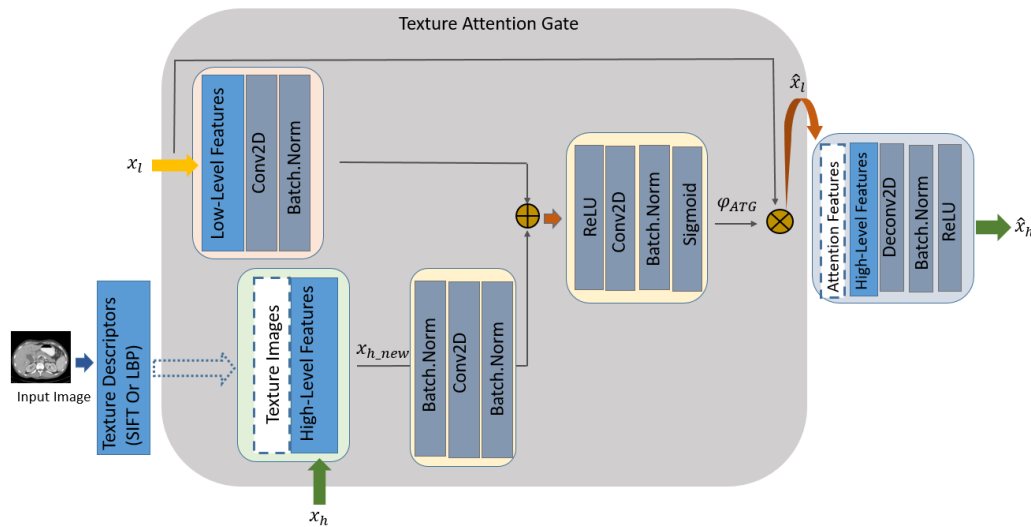 Texture Attention Gate
x̂_l
x_l
Low-Level Features
Conv2D
Batch.Norm
ReLU
Conv2D
Batch.Norm
Sigmoid
φ_ATG
Attention Features
High-Level Features
Deconv2D
Batch.Norm
ReLU
x̂_h
Input Image
Texture Descriptors
(SIFT Or LBP)
Texture Images
High-Level Features
x_h_new
Batch.Norm
Conv2D
Batch.Norm
x_h